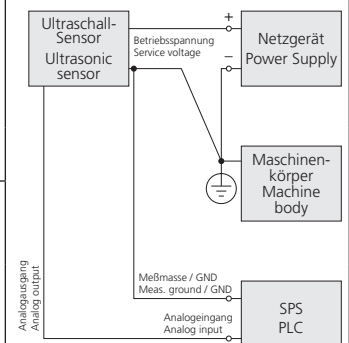 Ultraschall-
Sensor
Ultrasonic
sensor
Betriebsspannung
Service voltage
+
–
Netzgerät
Power Supply
Maschinen-
körper
Machine
body
Analogausgang
Analog output
Meßmasse / GND
Meas. ground / GND
Analogeingang
Analog input
SPS
PLC